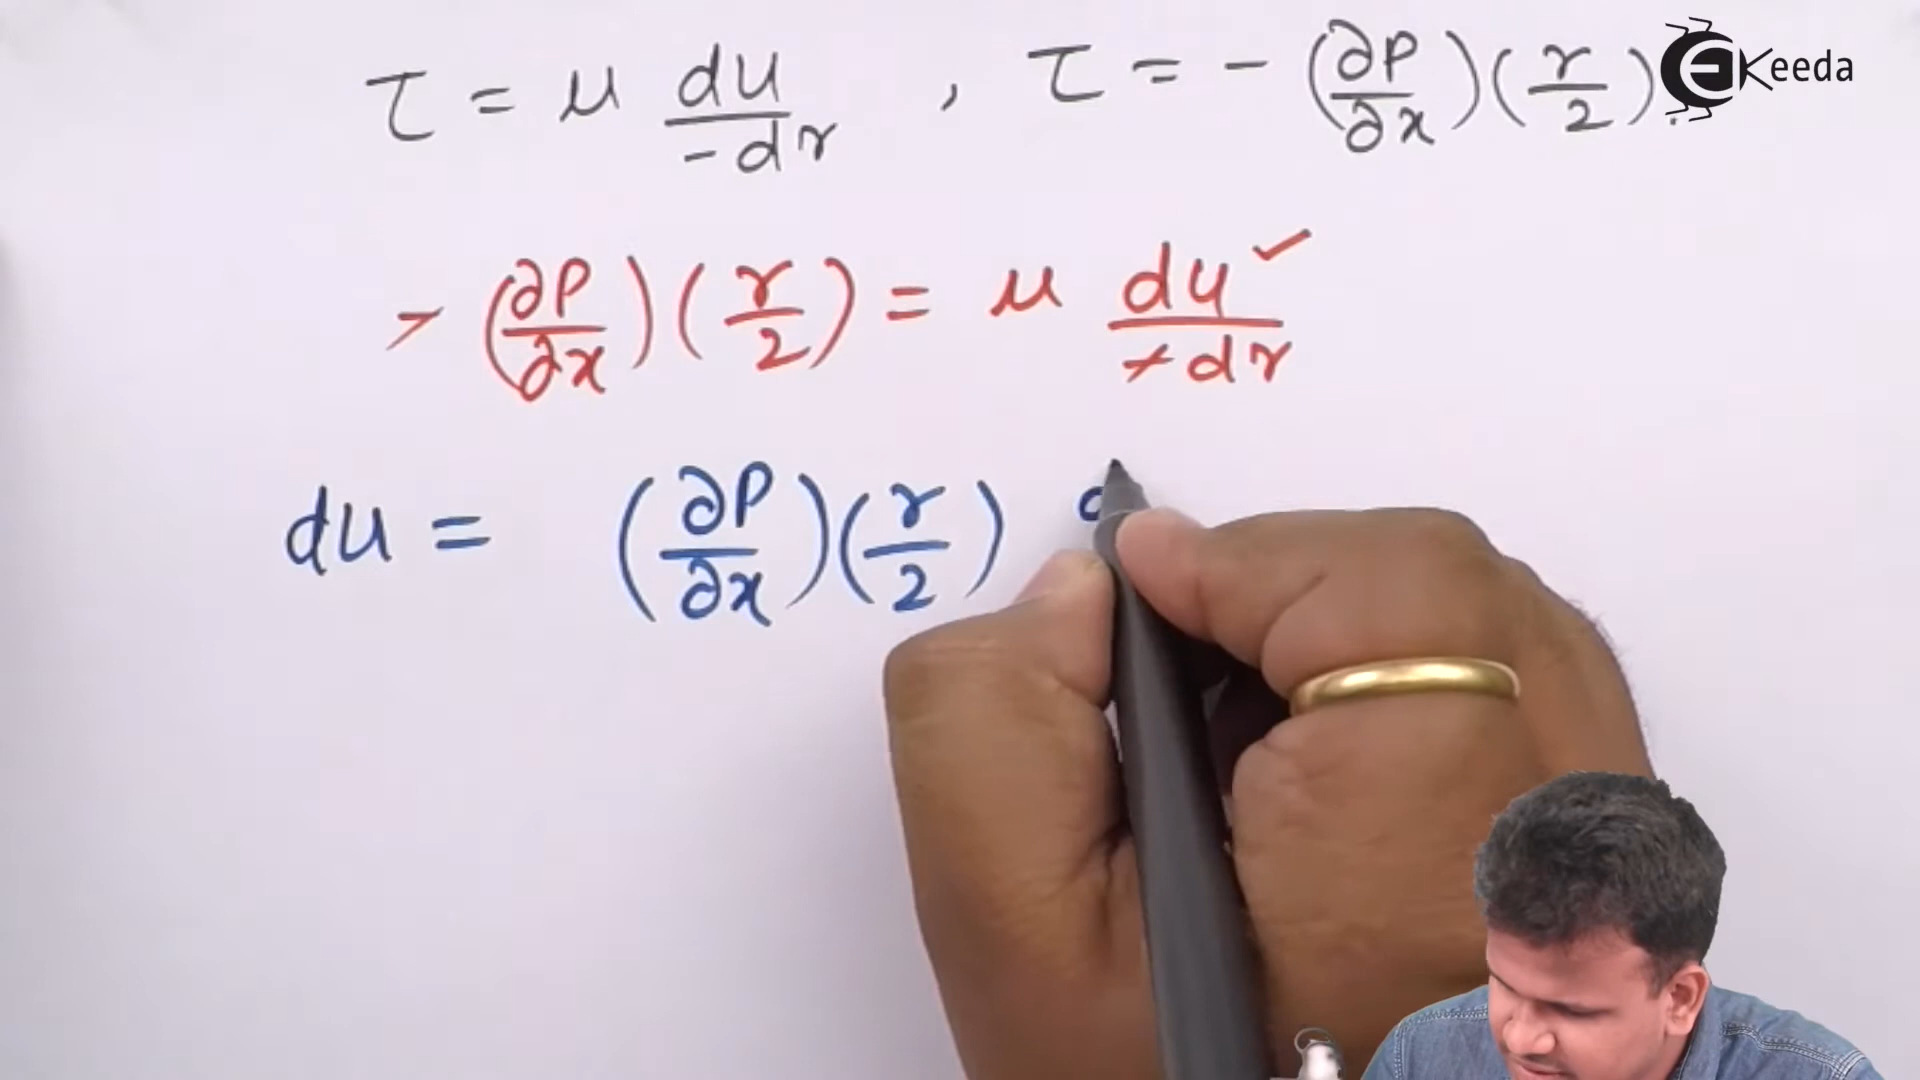 τ = μ du/-dr , τ = - (∂P/∂x)(r/2).
EKeeda
- (∂P/∂x)(r/2) = μ du/-dr ✓
du = (∂P/∂x)(r/2) d